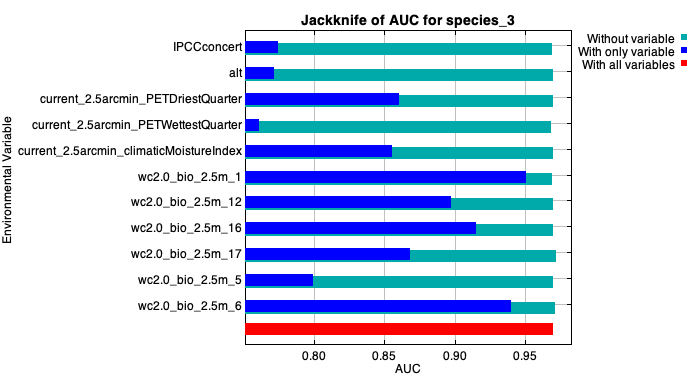 Jackknife of AUC for species_3
Without variable
With only variable
With all variables
Environmental Variable
IPCCconcert
alt
current_2.5arcmin_PETDriestQuarter
current_2.5arcmin_PETWettestQuarter
current_2.5arcmin_climaticMoistureIndex
wc2.0_bio_2.5m_1
wc2.0_bio_2.5m_12
wc2.0_bio_2.5m_16
wc2.0_bio_2.5m_17
wc2.0_bio_2.5m_5
wc2.0_bio_2.5m_6
0.80 0.85 0.90 0.95
AUC